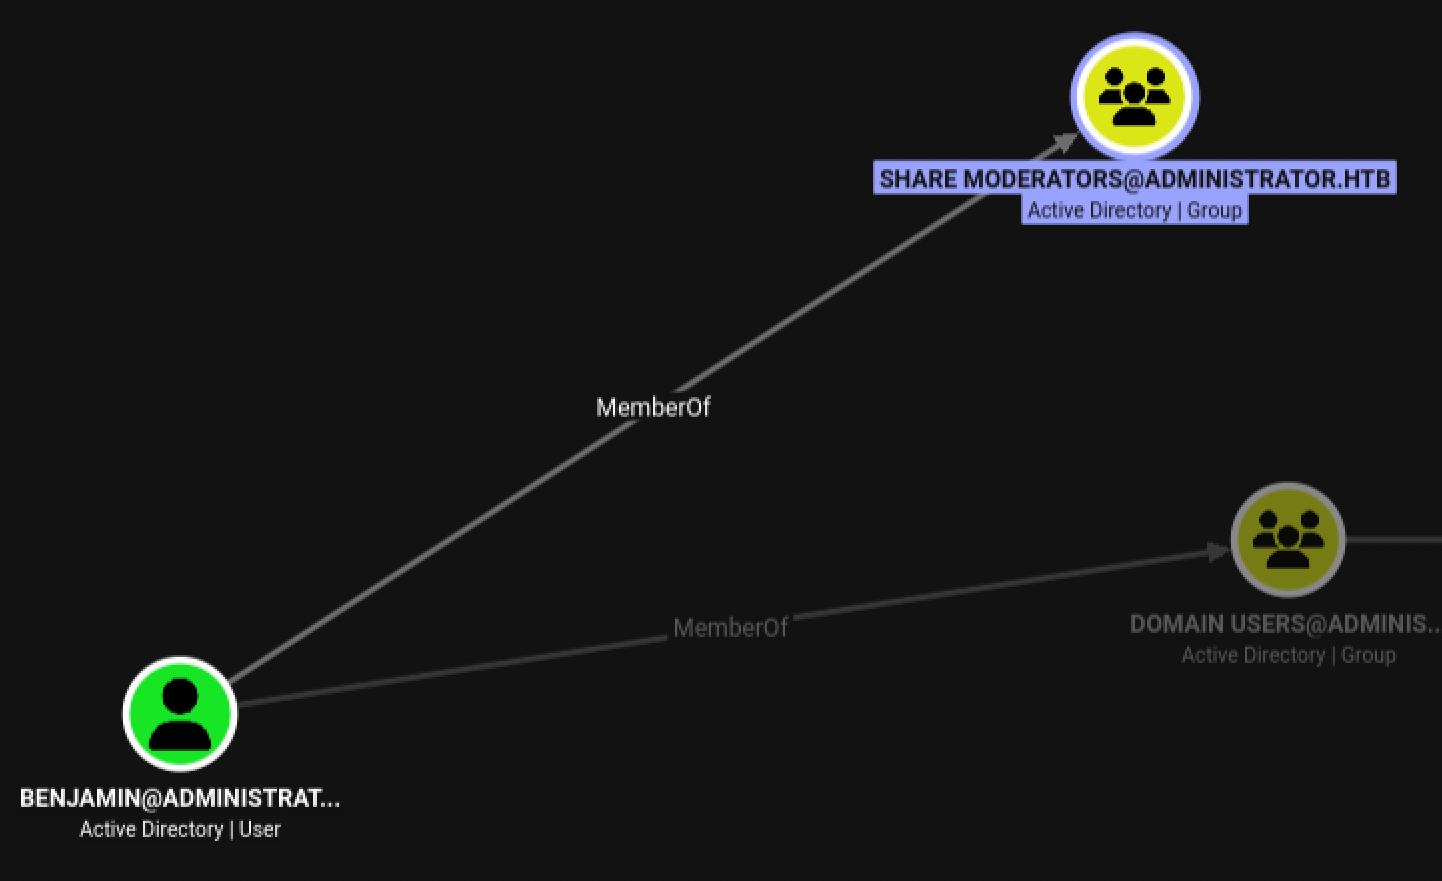 SHARE MODERATORS@ADMINISTRATOR.HTB
Active Directory | Group
MemberOf
MemberOf
DOMAIN USERS@ADMINIS...
Active Directory | Group
BENJAMIN@ADMINISTRAT...
Active Directory | User